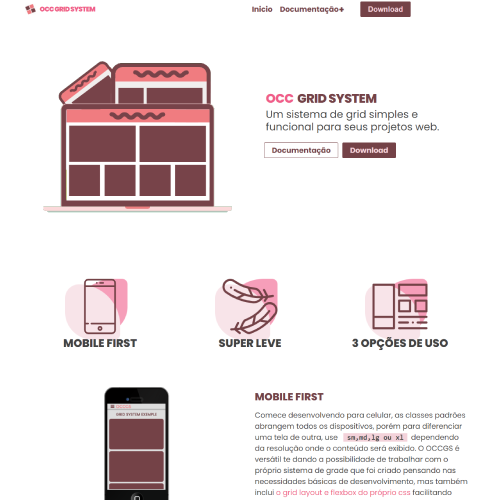 OCC GRID SYSTEM
Início Documentação+ Download
OCC GRID SYSTEM
Um sistema de grid simples e
funcional para seus projetos web.
Documentação Download
MOBILE FIRST
SUPER LEVE
3 OPÇÕES DE USO
GRID SYSTEM EXEMPLE
MOBILE FIRST
Comece desenvolvendo para celular, as classes padrões
abrangem todos os dispositivos, porém para diferenciar
uma tela de outra, use sm,md,lg ou xl dependendo
da resolução onde o conteúdo será exibido. O OCCGS é
versátil te dando a possibilidade de trabalhar com o
próprio sistema de grade que foi criado pensando nas
necessidades básicas de desenvolvimento, mas também
inclui o grid layout e flexbox do próprio css facilitando